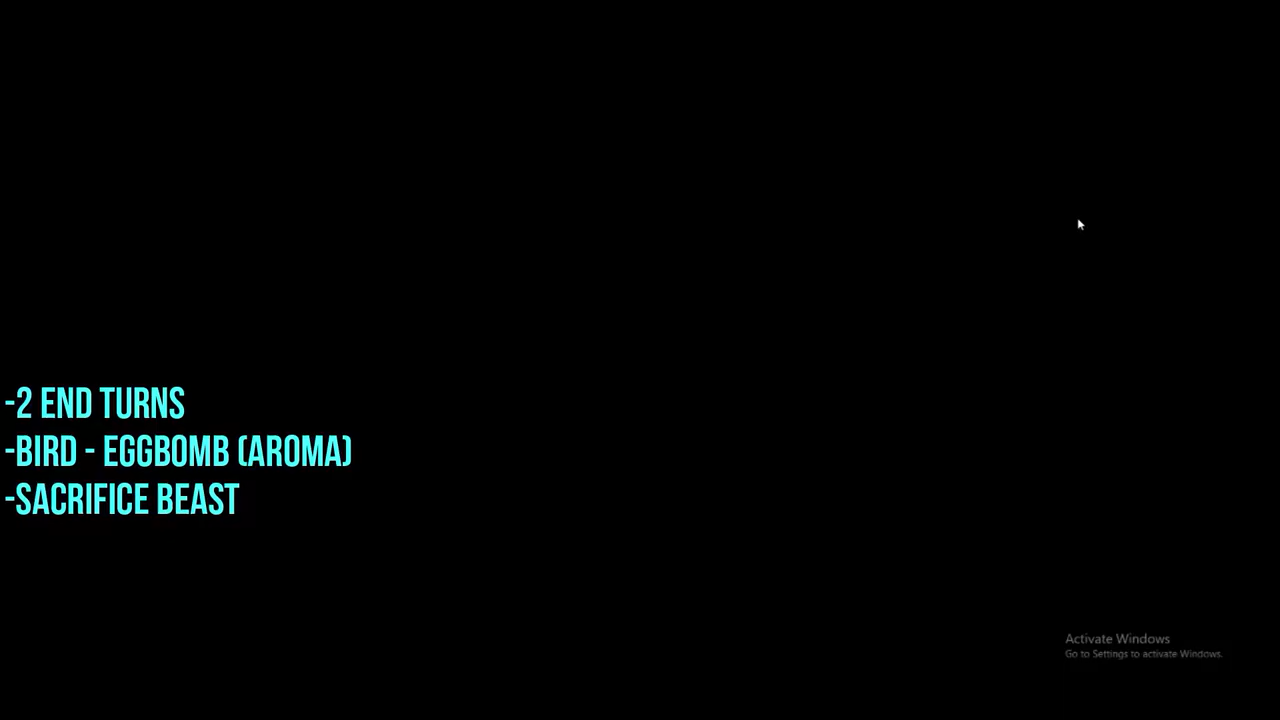 -2 END TURNS
-BIRD - EGGBOMB (AROMA)
-SACRIFICE BEAST
Activate Windows
Go to Settings to activate Windows.